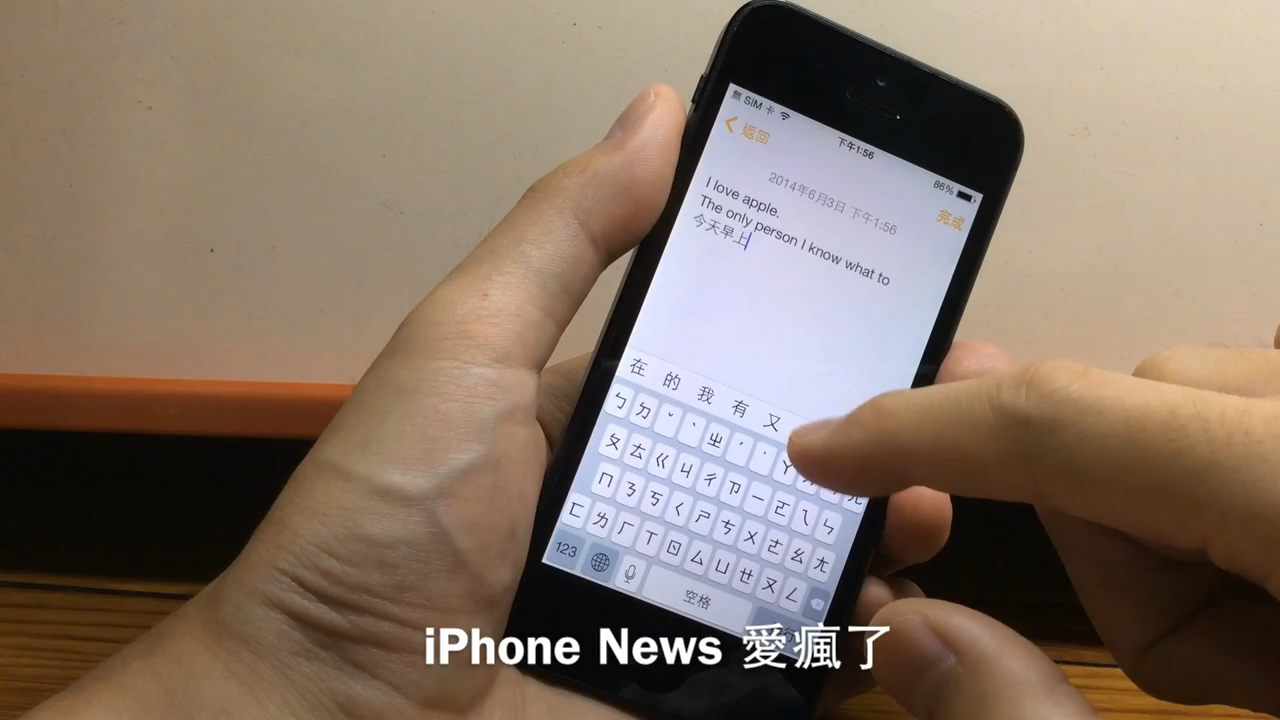 無 SIM 卡
下午1:56
86%
返回
完成
2014年6月3日 下午1:56
I love apple.
The only person I know what to
今天早上
在 的 我 有 又
ㄅ ㄉ ˇ ˋ ㄓ ˊ ˙ ㄚ ㄞ
ㄆ ㄊ ㄍ ㄐ ㄔ ㄗ ㄧ ㄛ ㄟ ㄣ
ㄇ ㄋ ㄎ ㄑ ㄕ ㄘ ㄨ ㄜ ㄠ ㄤ
ㄈ ㄌ ㄏ ㄒ ㄖ ㄙ ㄩ ㄝ ㄡ ㄥ
123 空格
iPhone News 愛瘋了